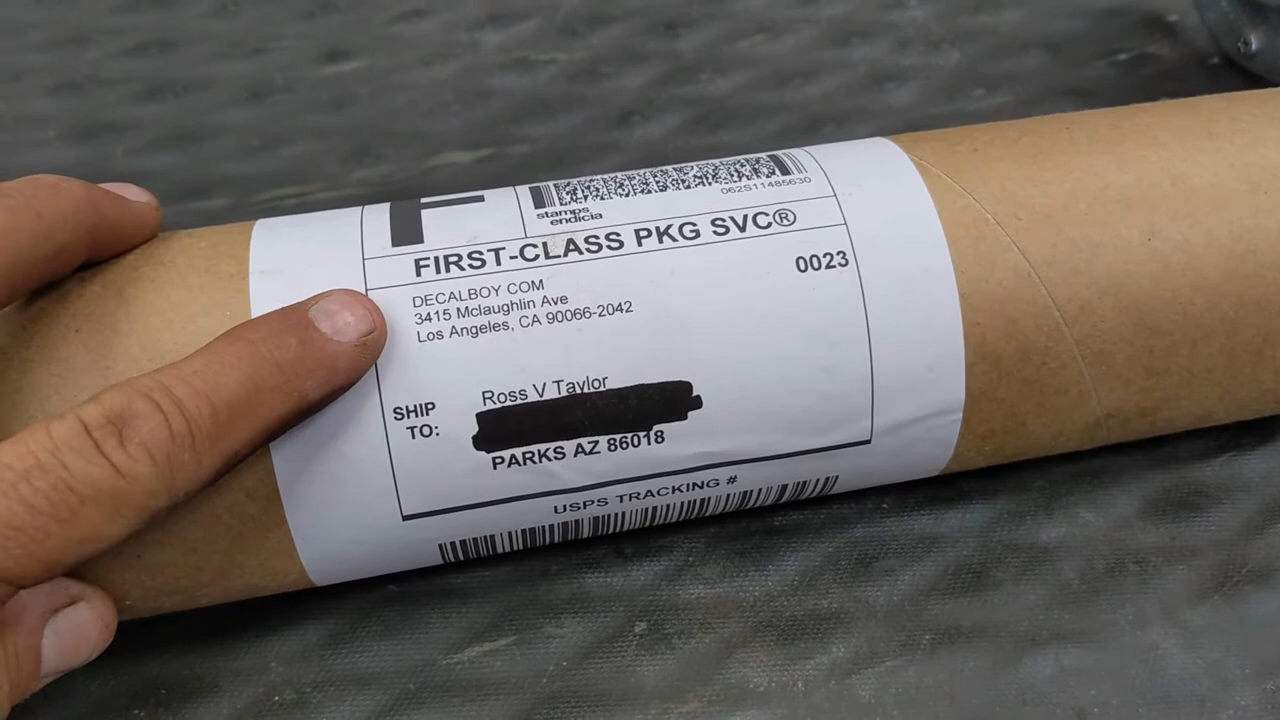 F
stamps
endicia
062S11485630
FIRST-CLASS PKG SVC®
DECALBOY COM
0023
3415 Mclaughlin Ave
Los Angeles, CA 90066-2042
Ross V Taylor
SHIP
TO:
PARKS AZ 86018
USPS TRACKING #